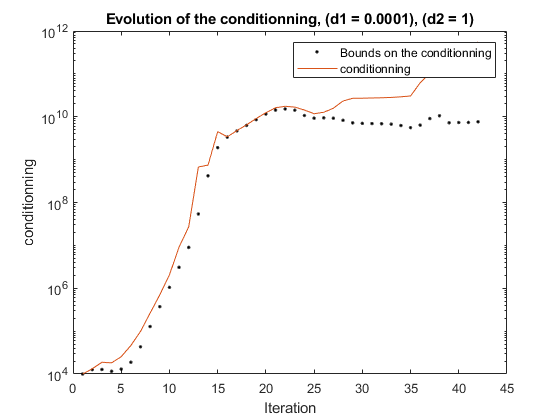 Evolution of the conditionning, (d1 = 0.0001), (d2 = 1)
10^12
10^10
10^8
10^6
10^4
conditionning
Bounds on the conditionning
conditionning
0 5 10 15 20 25 30 35 40 45
Iteration